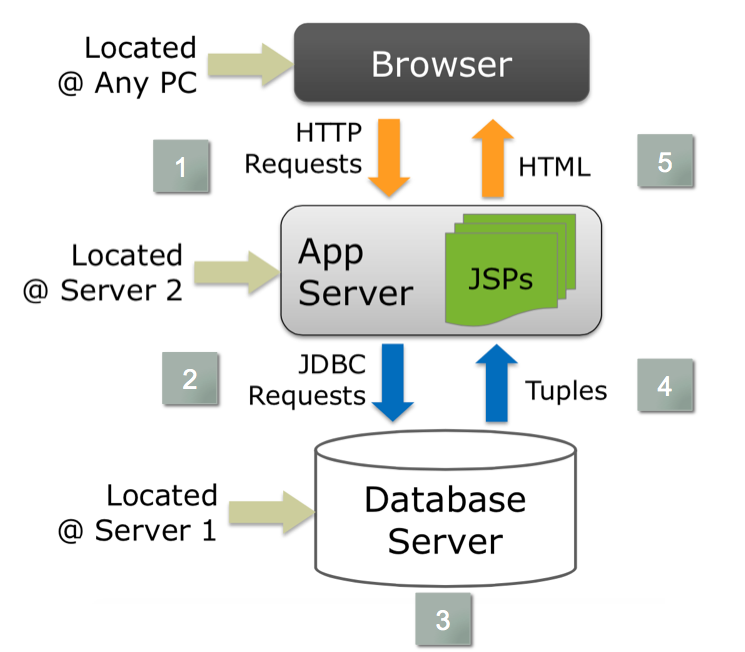 Located
@ Any PC
Browser
1
HTTP
Requests
HTML
5
Located
@ Server 2
App
Server
JSPs
2
JDBC
Requests
Tuples
4
Located
@ Server 1
Database
Server
3